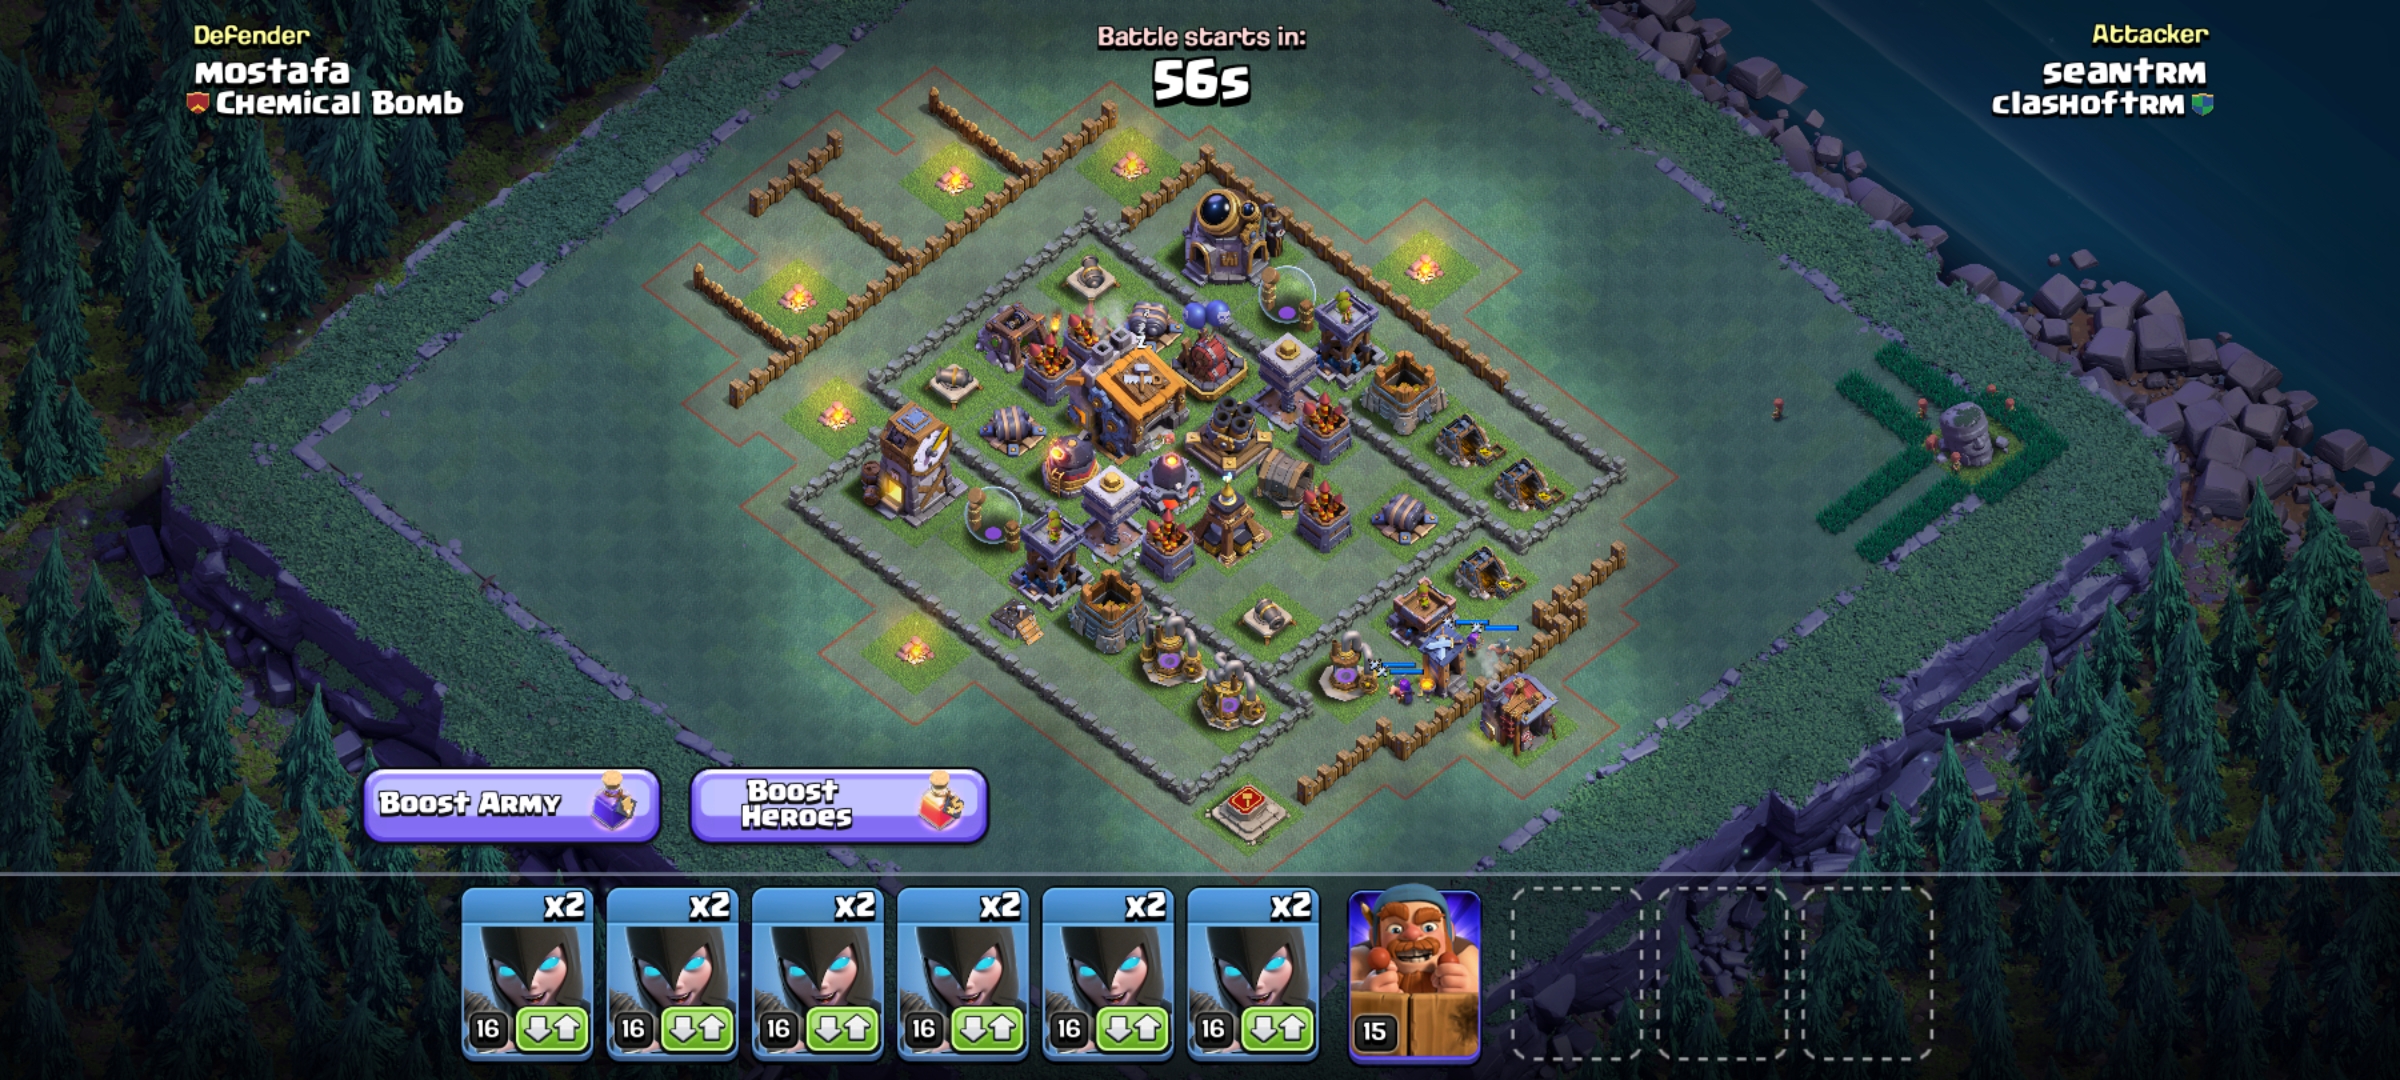 Defender
mostafa
Chemical Bomb
Battle starts in:
56s
Attacker
seantrm
clashoftrm
Boost Army
Boost
Heroes
x2 x2 x2 x2 x2 x2
16 16 16 16 16 16 15